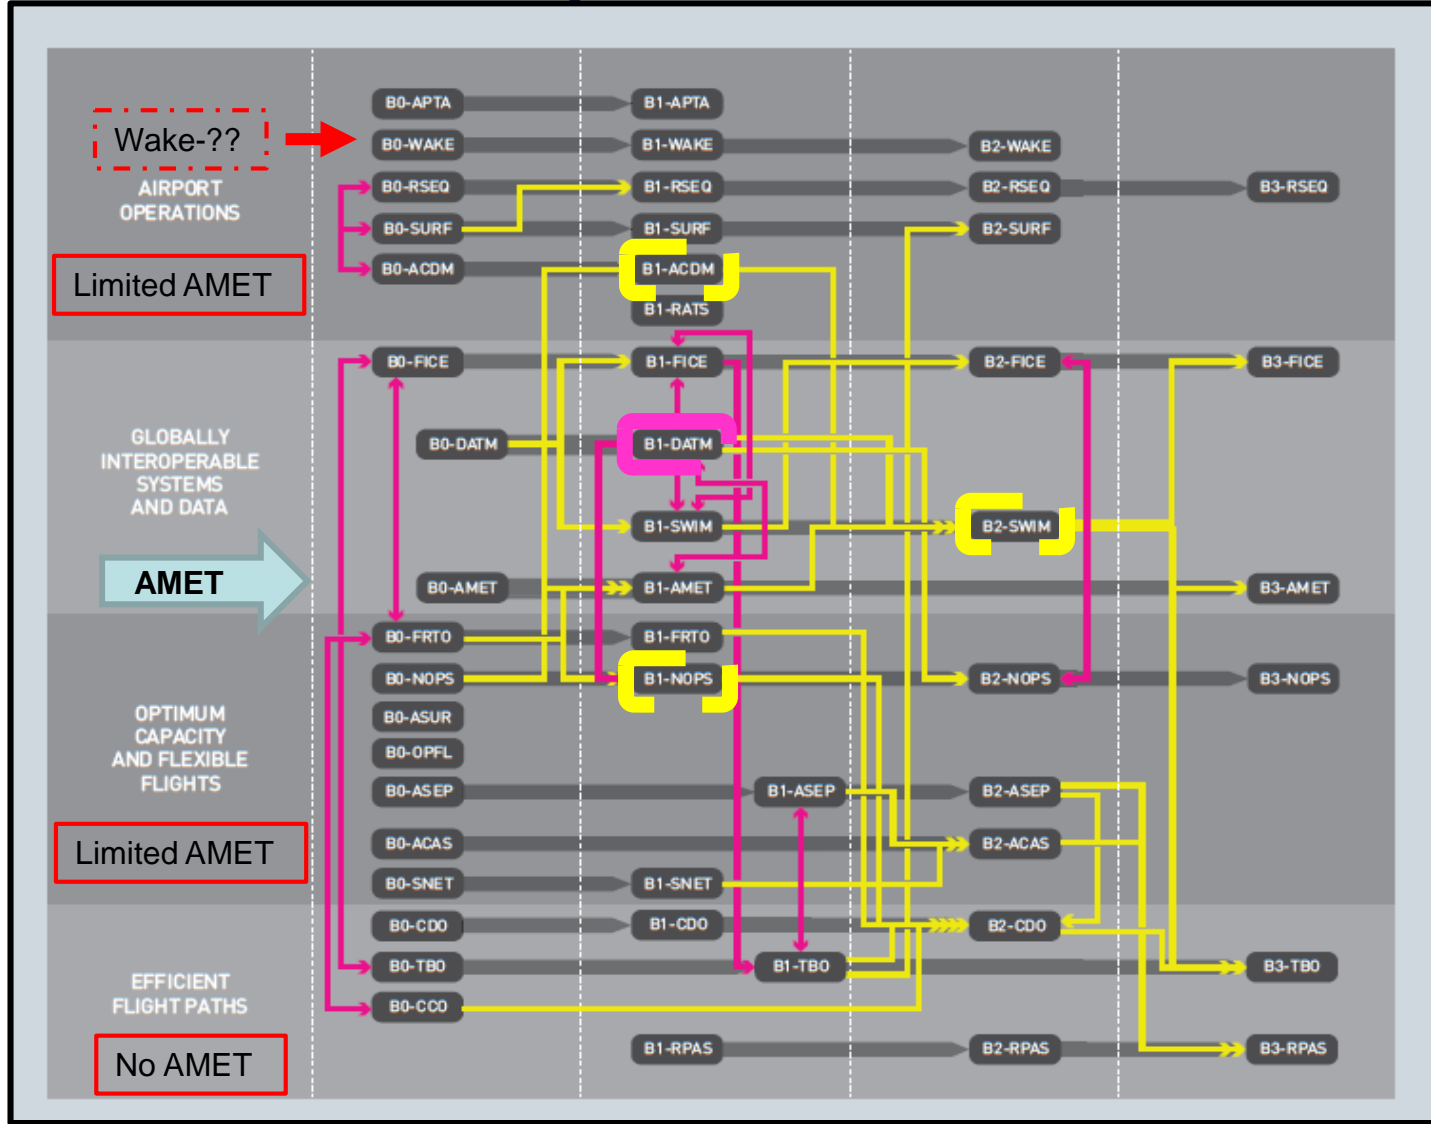 B0-APTA B1-APTA
Wake-??
B0-WAKE B1-WAKE B2-WAKE
AIRPORT
OPERATIONS
B0-RSEQ B1-RSEQ B2-RSEQ B3-RSEQ
B0-SURF B1-SURF B2-SURF
Limited AMET
B0-ACDM B1-ACDM
B1-RATS
B0-FICE B1-FICE B2-FICE B3-FICE
GLOBALLY
INTEROPERABLE
SYSTEMS
AND DATA
B0-DATM B1-DATM
B1-SWIM B2-SWIM
AMET
B0-AMET B1-AMET B3-AMET
B0-FRTO B1-FRTO
B0-NOPS B1-NOPS B2-NOPS B3-NOPS
OPTIMUM
CAPACITY
AND FLEXIBLE
FLIGHTS
B0-ASUR
B0-OPFL
B0-ASEP B1-ASEP B2-ASEP
Limited AMET
B0-ACAS B2-ACAS
B0-SNET B1-SNET
B0-CDO B1-CDO B2-CDO
EFFICIENT
FLIGHT PATHS
B0-TBO B1-TBO B3-TBO
B0-CCO
No AMET
B1-RPAS B2-RPAS B3-RPAS